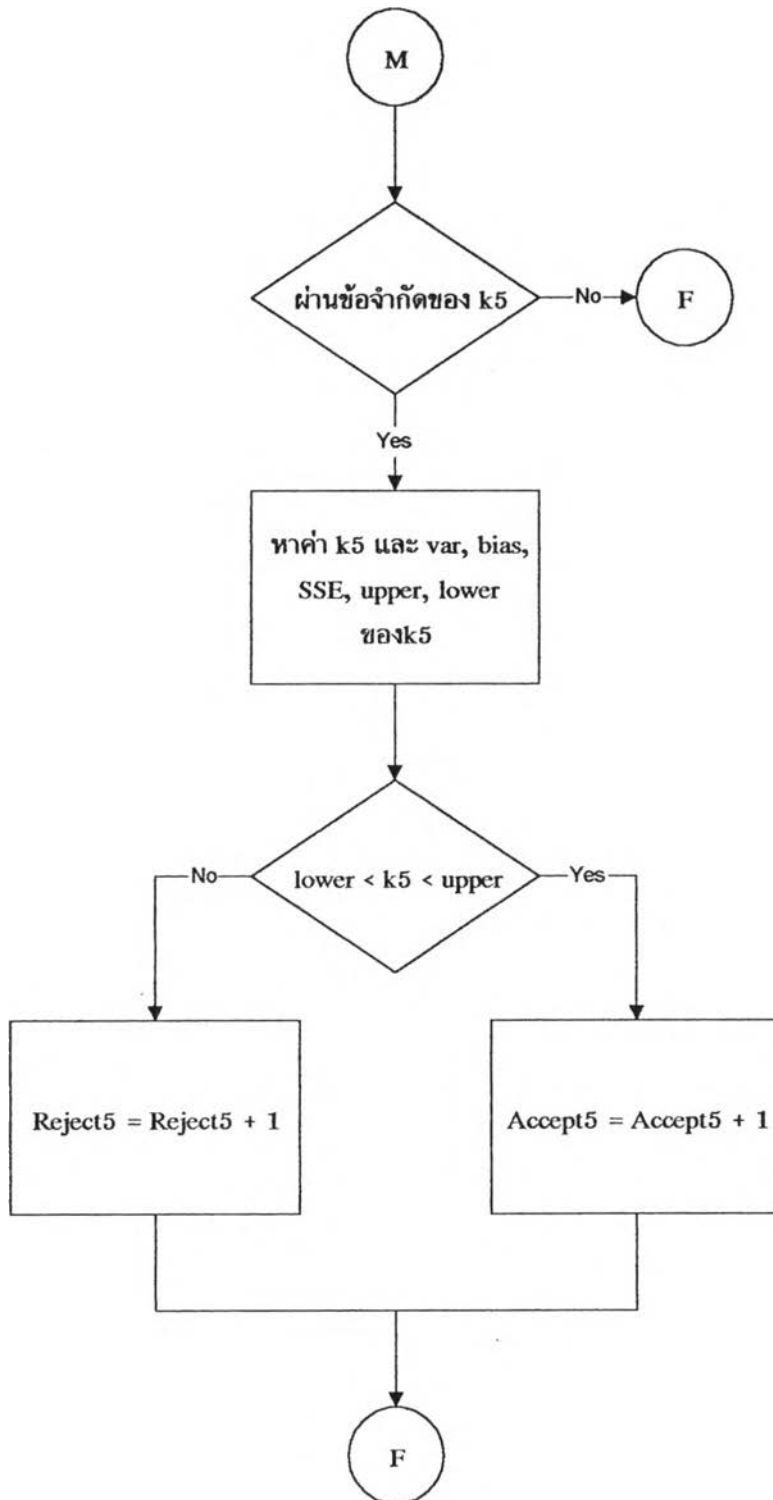 M
ผ่านข้อจำกัดของ k5
No
F
Yes
หาค่า k5 และ var, bias,
SSE, upper, lower
ของk5
No
lower < k5 < upper
Yes
Reject5 = Reject5 + 1
Accept5 = Accept5 + 1
F